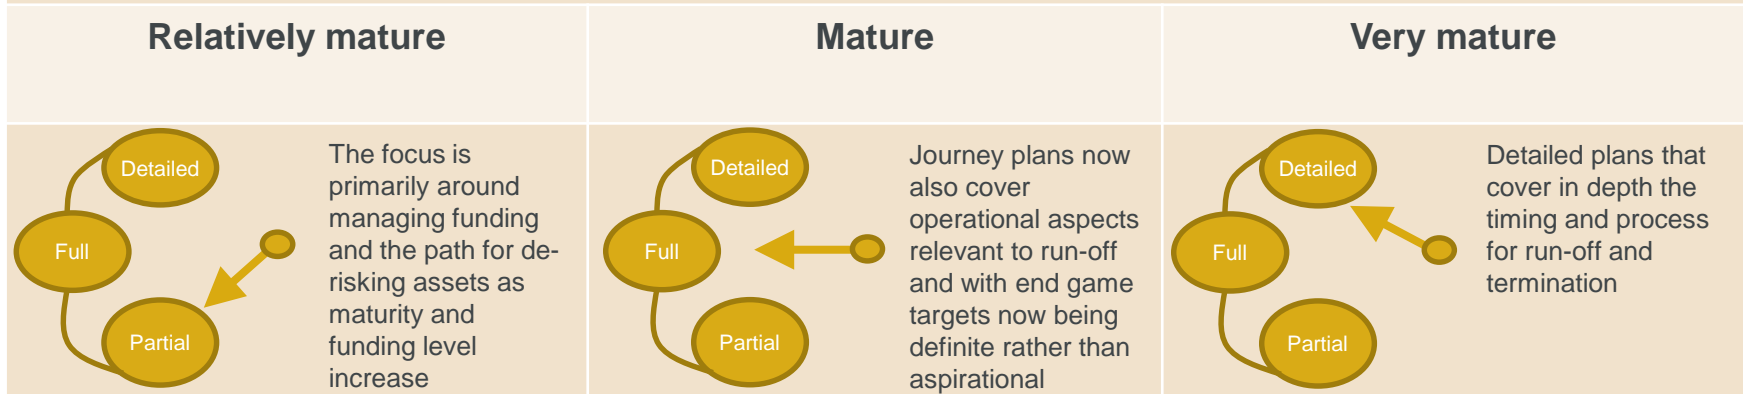 Relatively mature
Mature
Very mature
Detailed
Full
Partial
The focus is
primarily around
managing funding
and the path for de-
risking assets as
maturity and
funding level
increase
Detailed
Full
Partial
Journey plans now
also cover
operational aspects
relevant to run-off
and with end game
targets now being
definite rather than
aspirational
Detailed
Full
Partial
Detailed plans that
cover in depth the
timing and process
for run-off and
termination